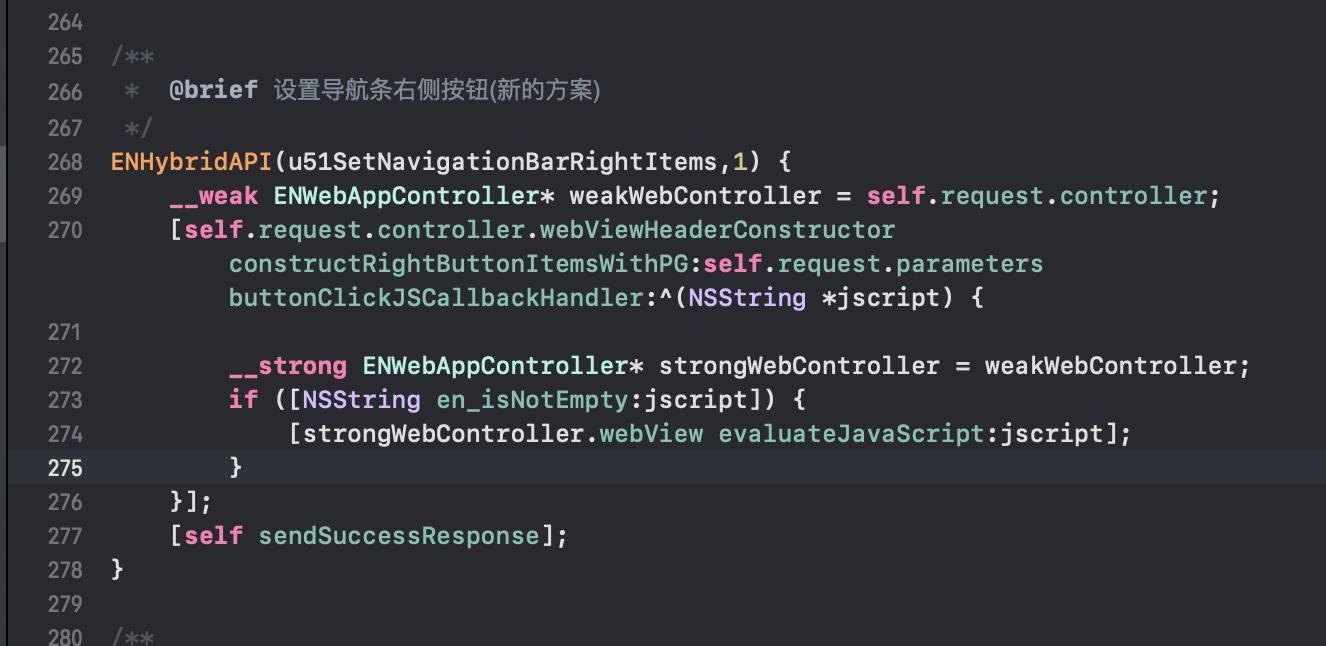 264
265 /**
266  *  @brief 设置导航条右侧按钮(新的方案)
267  */
268 ENHybridAPI(u51SetNavigationBarRightItems,1) {
269     __weak ENWebAppController* weakWebController = self.request.controller;
270     [self.request.controller.webViewHeaderConstructor
constructRightButtonItemsWithPG:self.request.parameters
buttonClickJSCallbackHandler:^(NSString *jscript) {
271
272         __strong ENWebAppController* strongWebController = weakWebController;
273         if ([NSString en_isNotEmpty:jscript]) {
274             [strongWebController.webView evaluateJavaScript:jscript];
275         }
276     }];
277     [self sendSuccessResponse];
278 }
279
280 /**